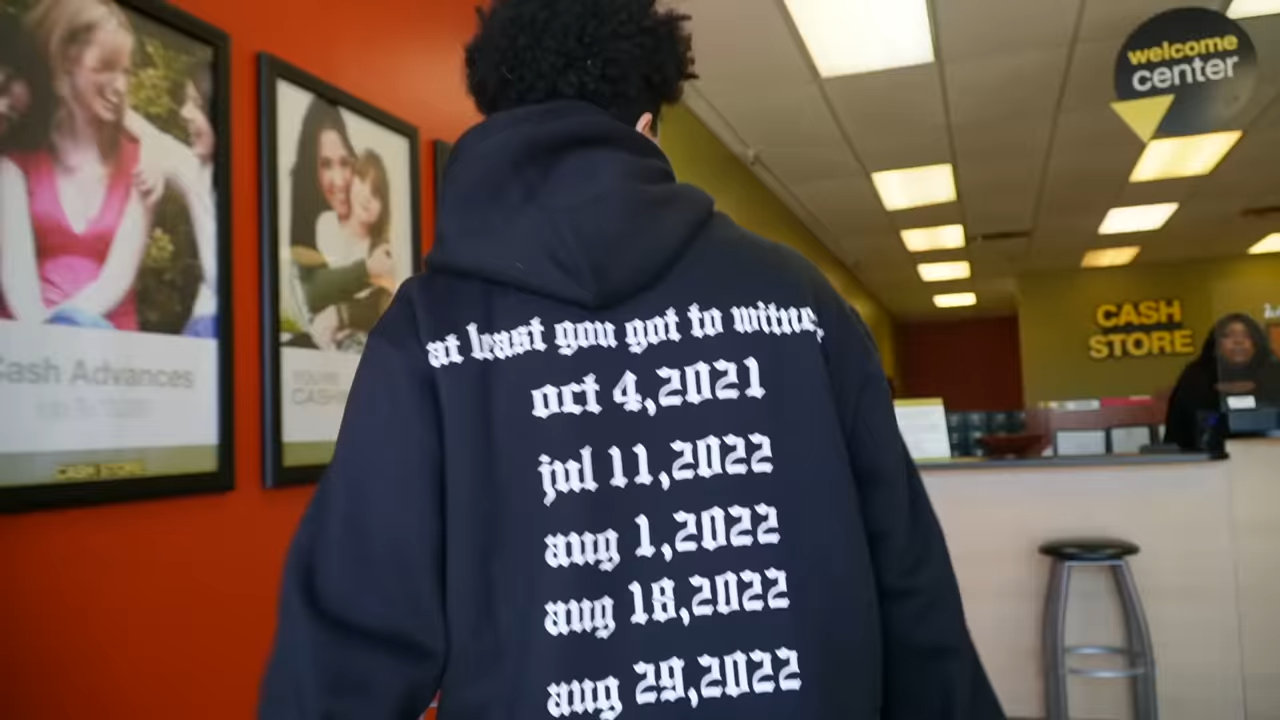 welcome
center
CASH
STORE
Cash Advances
at least you got to witne
oct 4,2021
jul 11,2022
aug 1,2022
aug 18,2022
aug 29,2022